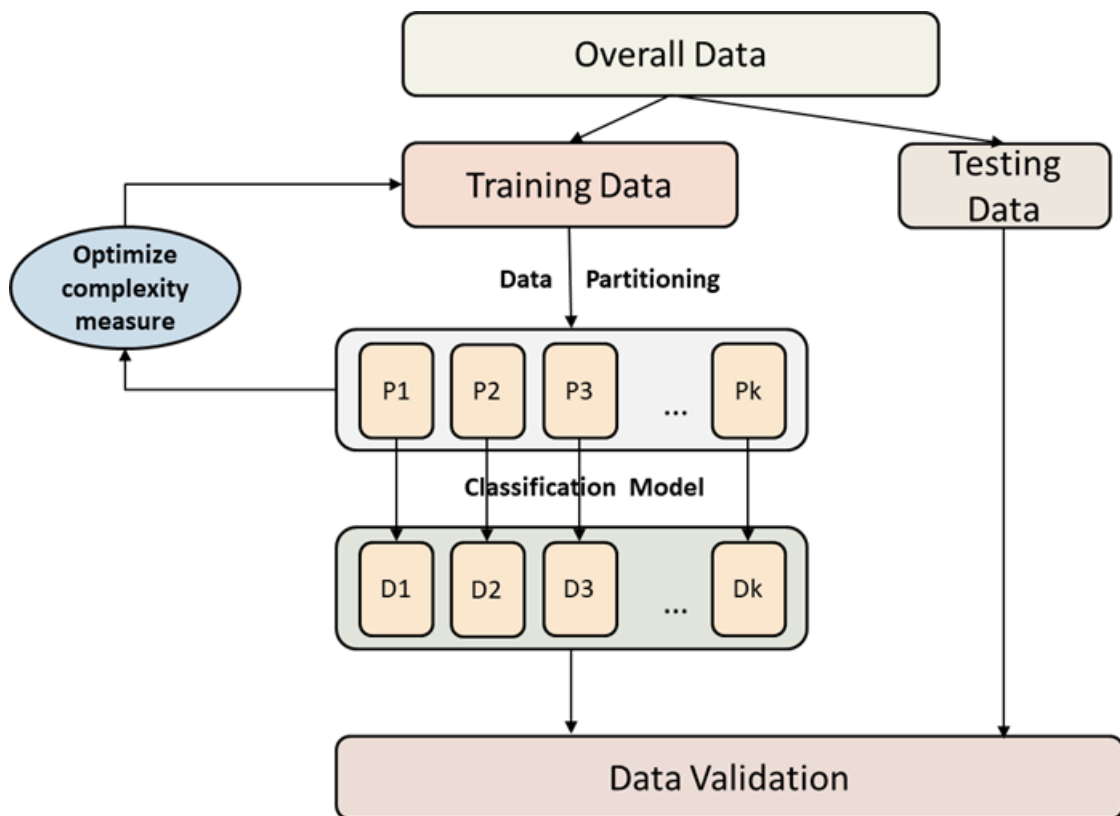 Overall Data
Training Data
Testing
Data
Optimize
complexity
measure
Data Partitioning
P1 P2 P3 ... Pk
Classification Model
D1 D2 D3 ... Dk
Data Validation